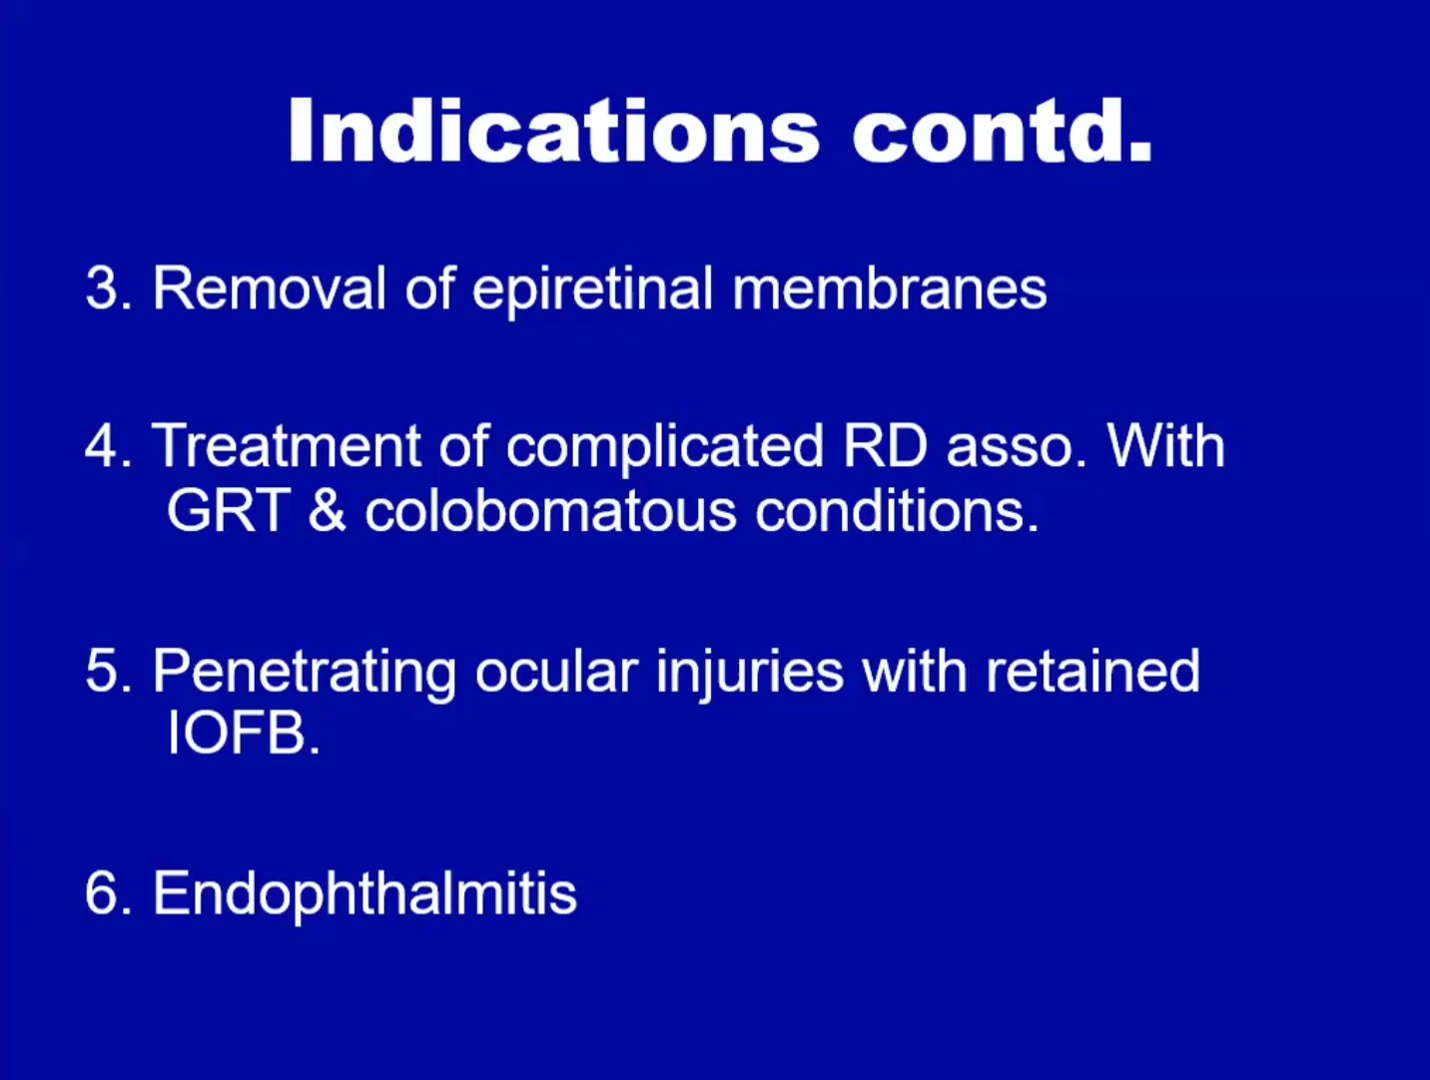 Indications contd.
3. Removal of epiretinal membranes
4. Treatment of complicated RD asso. With
GRT & colobomatous conditions.
5. Penetrating ocular injuries with retained
IOFB.
6. Endophthalmitis